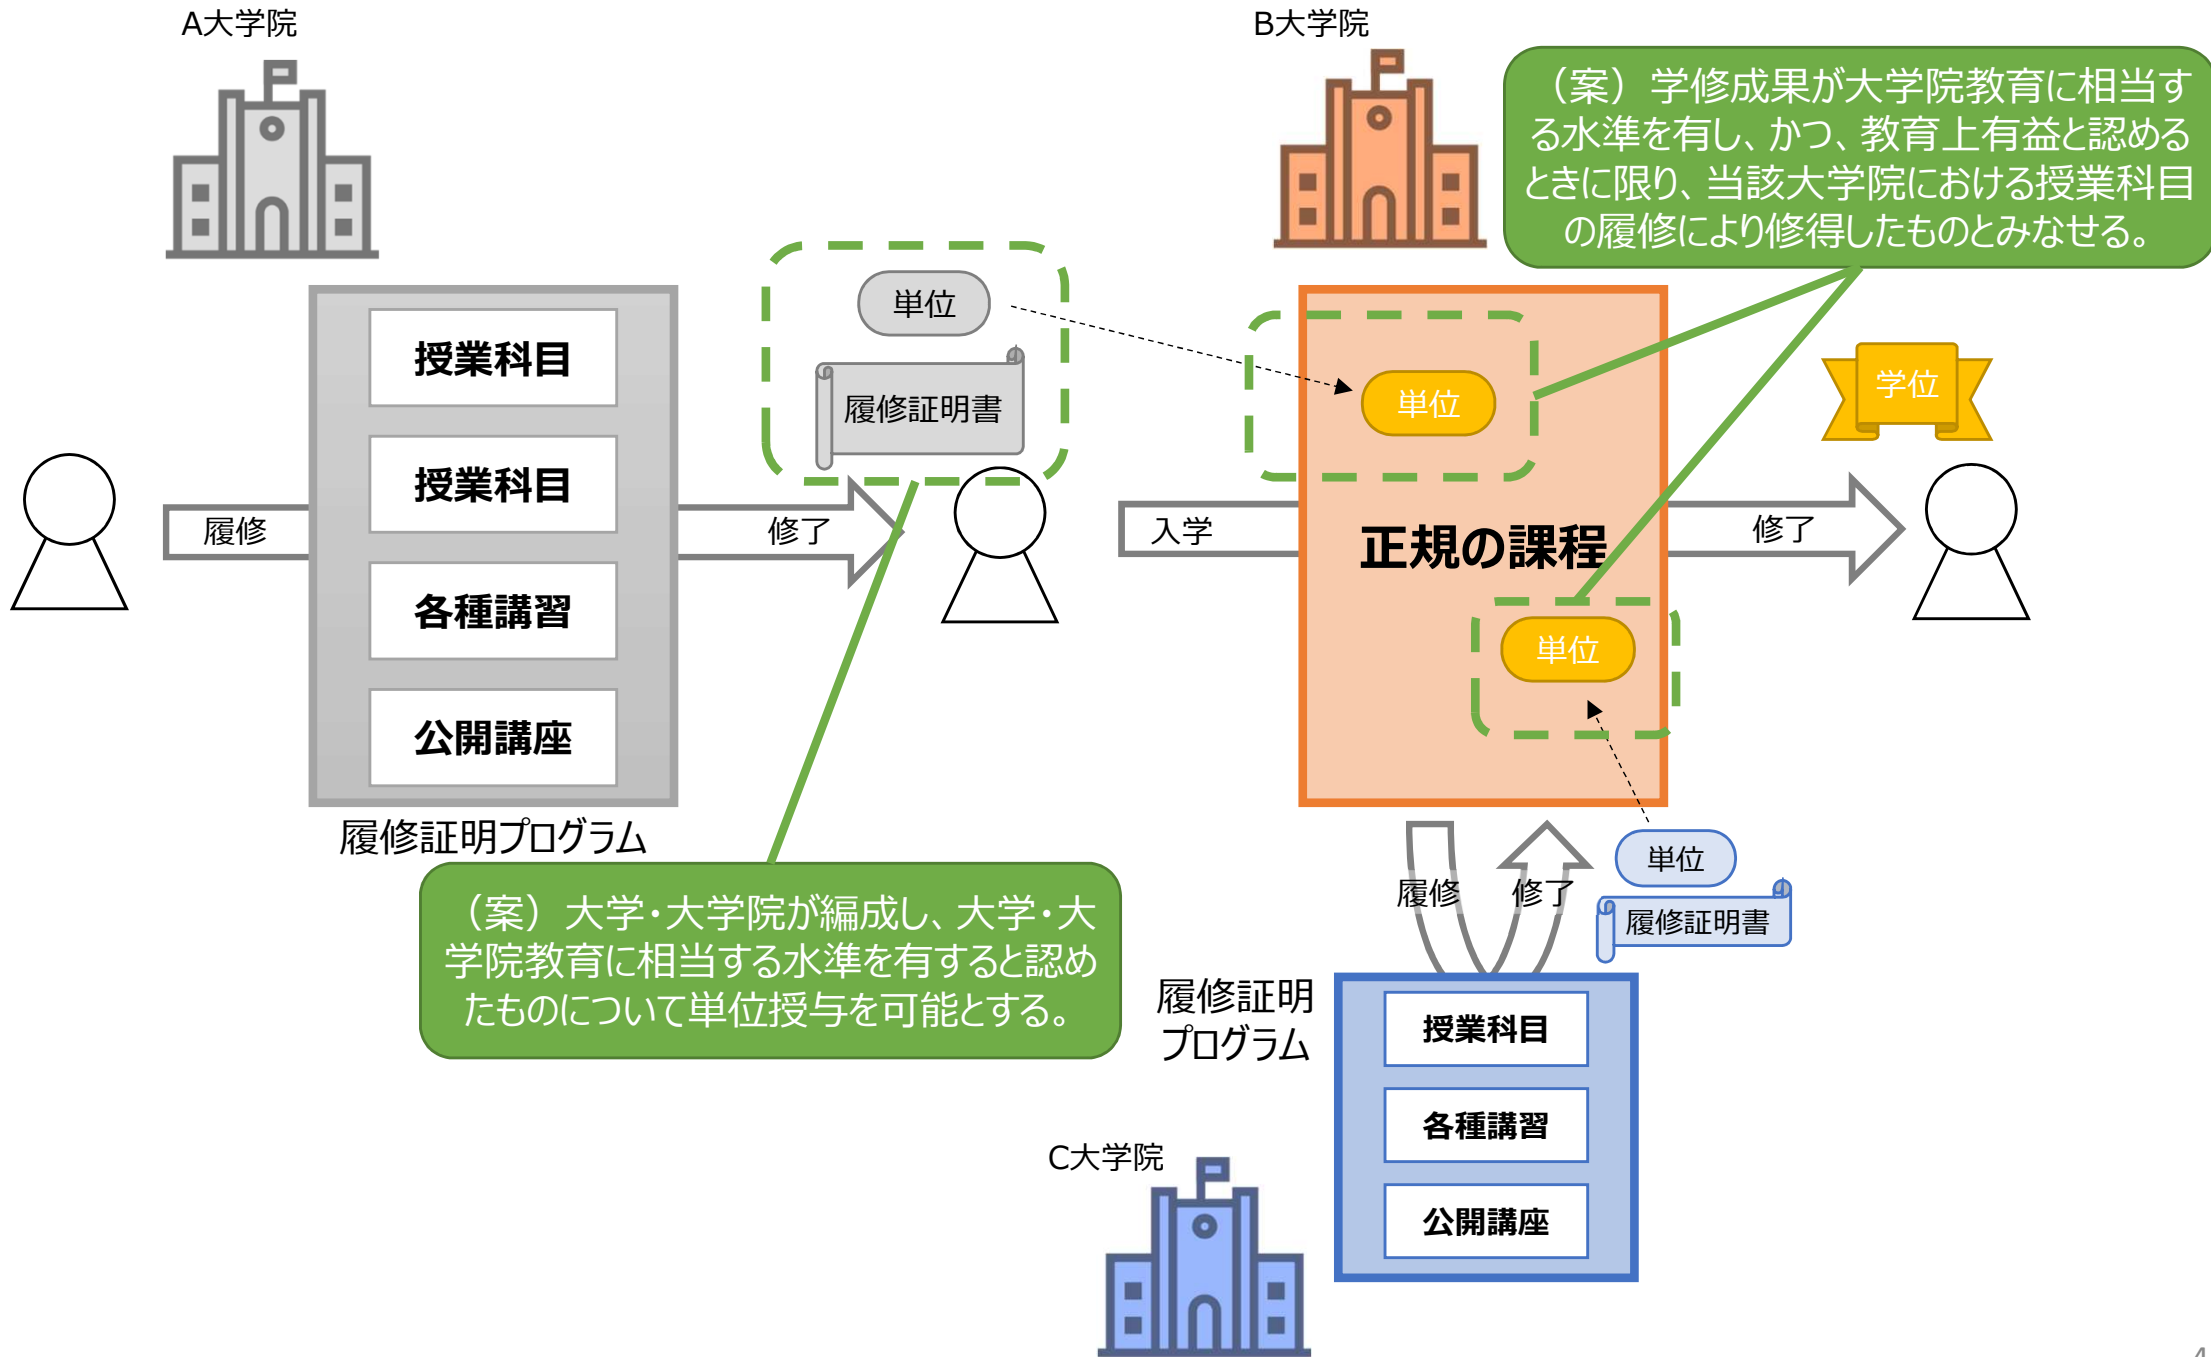 A大学院
B大学院
（案）学修成果が大学院教育に相当す
る水準を有し、かつ、教育上有益と認める
ときに限り、当該大学院における授業科目
の履修により修得したものとみなせる。
授業科目
授業科目
各種講習
公開講座
履修
修了
単位
履修証明書
入学
単位
正規の課程
単位
修了
学位
履修証明プログラム
（案）大学・大学院が編成し、大学・大
学院教育に相当する水準を有すると認め
たものについて単位授与を可能とする。
履修
修了
単位
履修証明書
履修証明
プログラム
授業科目
各種講習
公開講座
C大学院
4